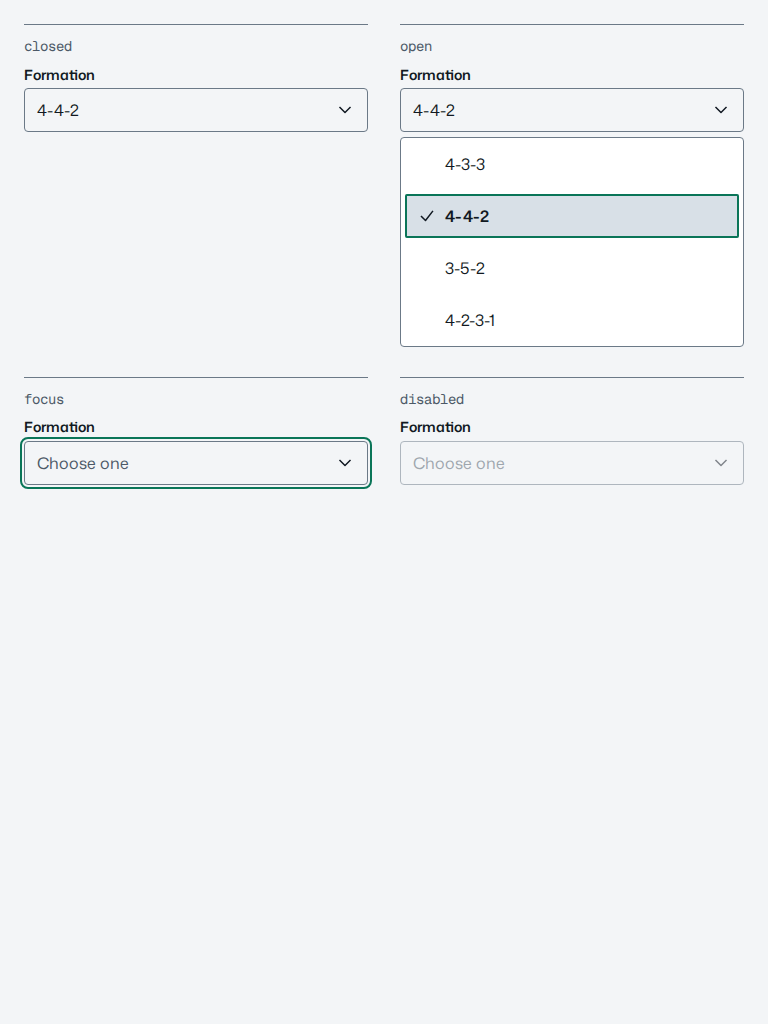 closed
Formation
4-4-2
open
Formation
4-4-2
4-3-3
4-4-2
3-5-2
4-2-3-1
focus
Formation
Choose one
disabled
Formation
Choose one